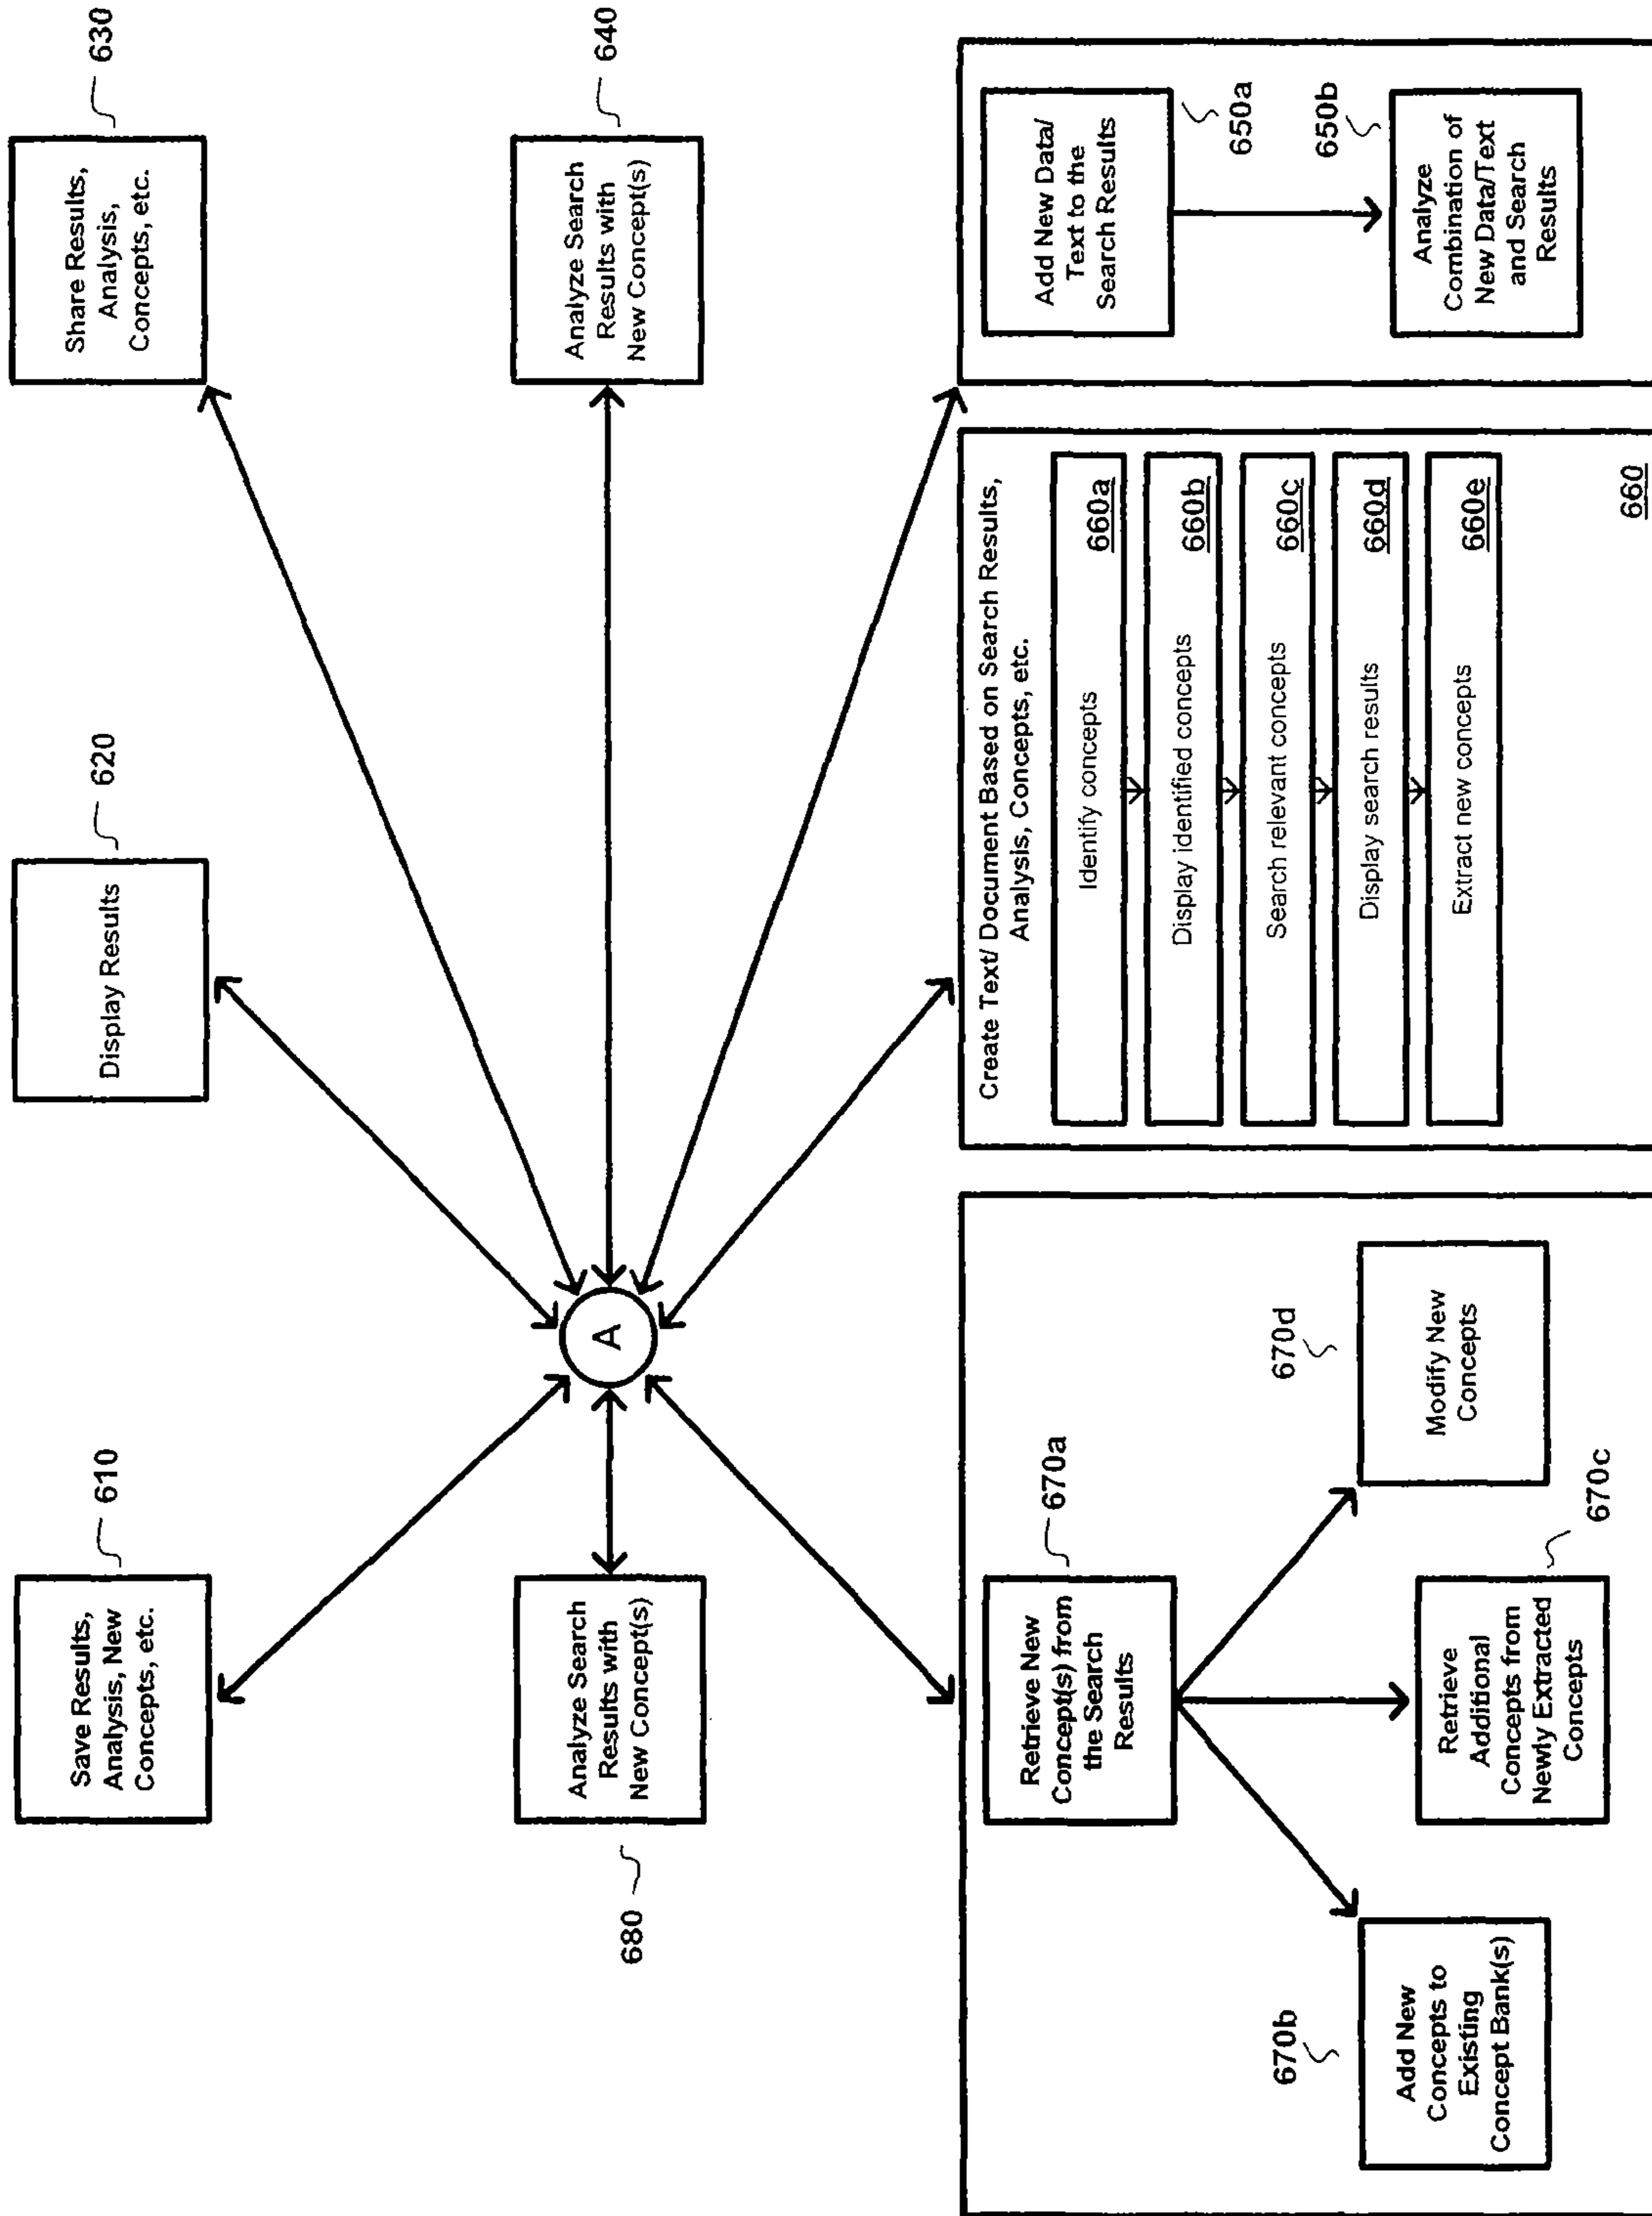 Save Results,
Analysis, New
Concepts, etc.
610
Display Results
620
Share Results,
Analysis,
Concepts, etc.
630
680
Analyze Search
Results with
New Concept(s)
A
Analyze Search
Results with
New Concept(s)
640
Retrieve New
Concept(s) from
the Search
Results
670a
670b
Add New
Concepts to
Existing
Concept Bank(s)
Retrieve
Additional
Concepts from
Newly Extracted
Concepts
670c
670d
Modify New
Concepts
Create Text/ Document Based on Search Results,
Analysis, Concepts, etc.
Identify concepts 660a
Display identified concepts 660b
Search relevant concepts 660c
Display search results 660d
Extract new concepts 660e
660
Add New Data/
Text to the
Search Results
650a
650b
Analyze
Combination of
New Data/Text
and Search
Results